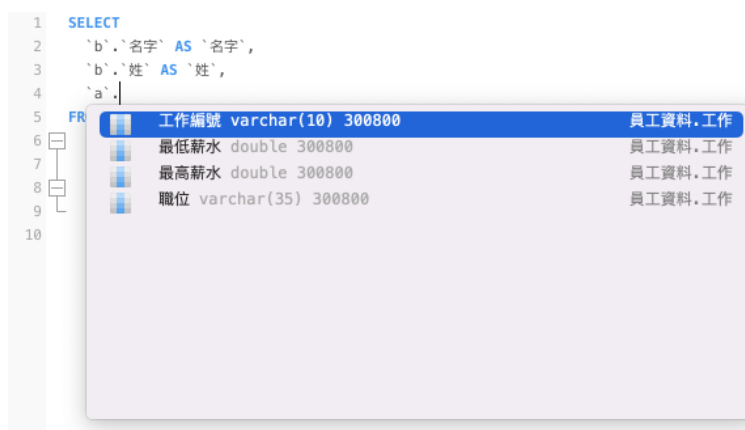 1 SELECT
2 `b`.`名字` AS `名字`,
3 `b`.`姓` AS `姓`,
4 `a`.
5 FR
工作編號 varchar(10) 300800 員工資料.工作
6
最低薪水 double 300800 員工資料.工作
7
最高薪水 double 300800 員工資料.工作
8
職位 varchar(35) 300800 員工資料.工作
9
10